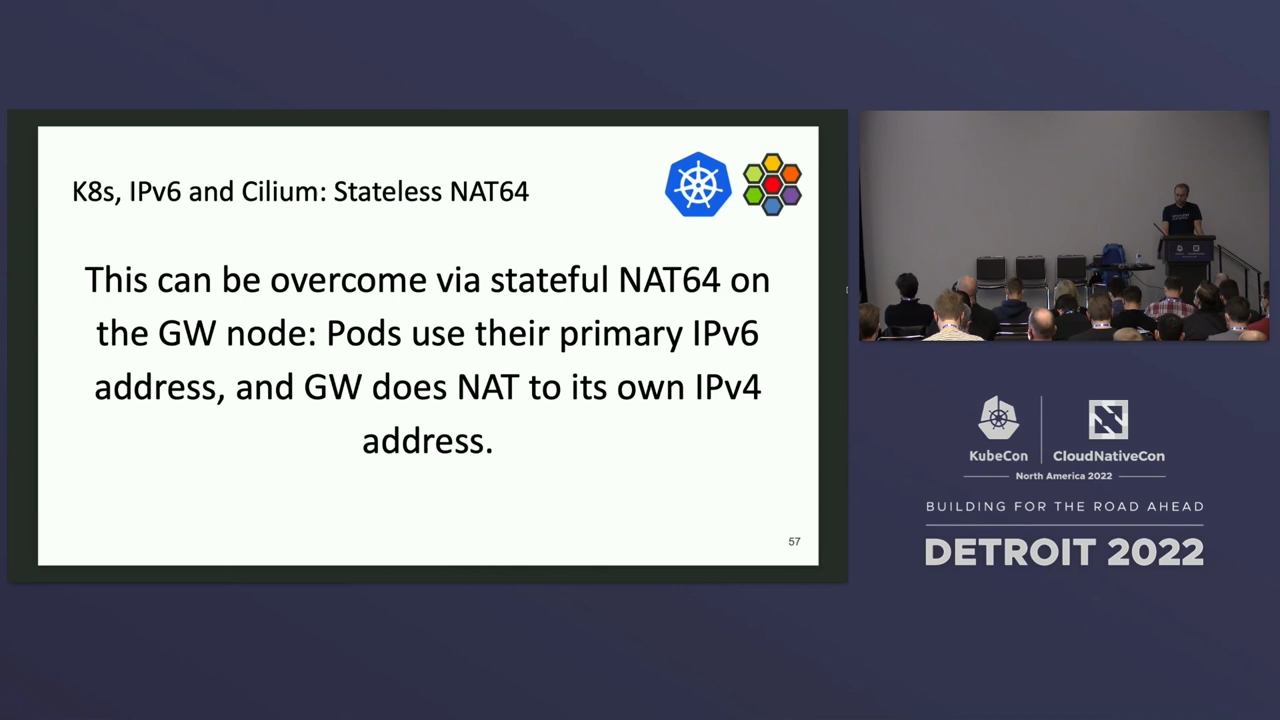 K8s, IPv6 and Cilium: Stateless NAT64
This can be overcome via stateful NAT64 on
the GW node: Pods use their primary IPv6
address, and GW does NAT to its own IPv4
address.
57
KubeCon
CloudNativeCon
North America 2022
BUILDING FOR THE ROAD AHEAD
DETROIT 2022